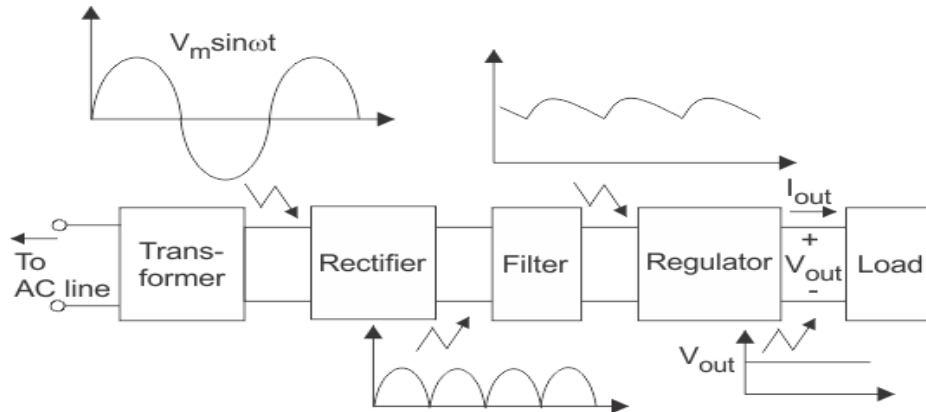 Vmsinωt
Iout
To
AC line
Trans-
former
Rectifier
Filter
Regulator
+
Vout
-
Load
Vout